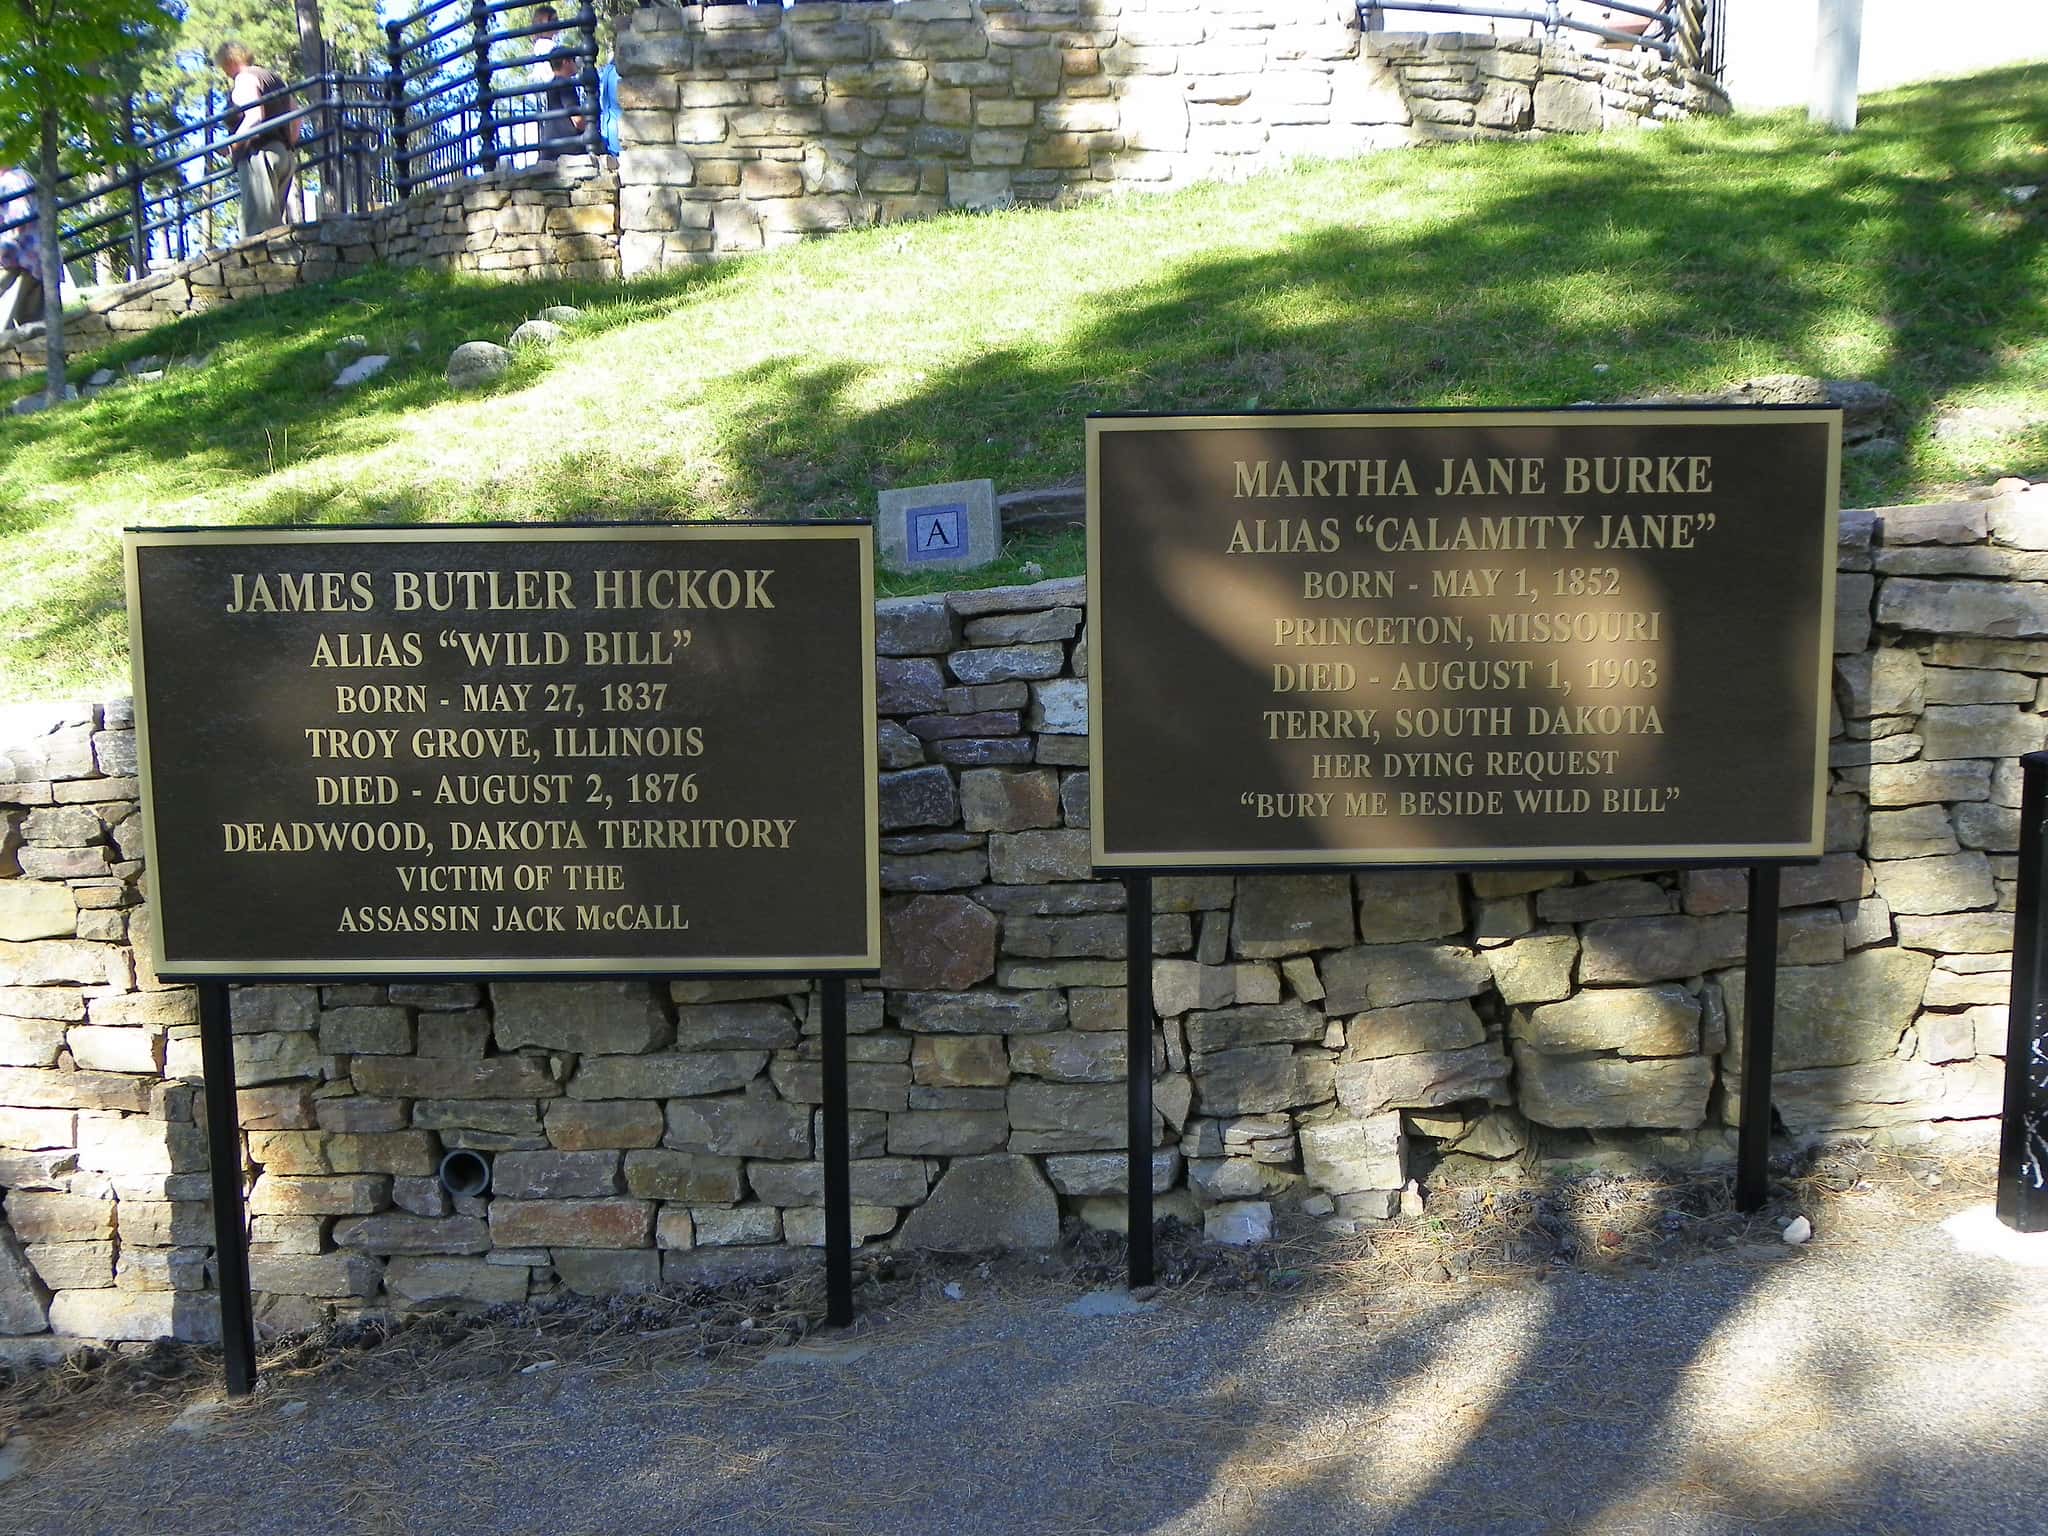 JAMES BUTLER HICKOK
ALIAS “WILD BILL”
BORN - MAY 27, 1837
TROY GROVE, ILLINOIS
DIED - AUGUST 2, 1876
DEADWOOD, DAKOTA TERRITORY
VICTIM OF THE
ASSASSIN JACK McCALL
A
MARTHA JANE BURKE
ALIAS “CALAMITY JANE”
BORN - MAY 1, 1852
PRINCETON, MISSOURI
DIED - AUGUST 1, 1903
TERRY, SOUTH DAKOTA
HER DYING REQUEST
“BURY ME BESIDE WILD BILL”